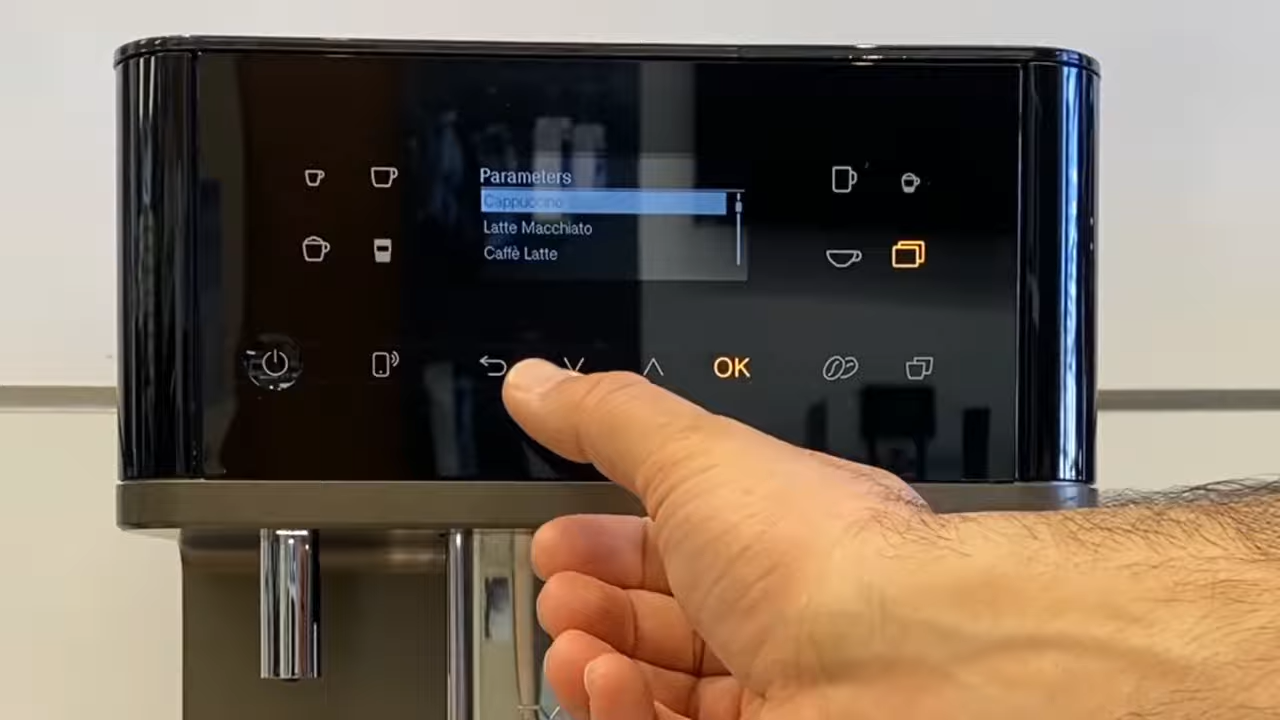 Parameters
Cappuccino
Latte Macchiato
Caffè Latte
OK